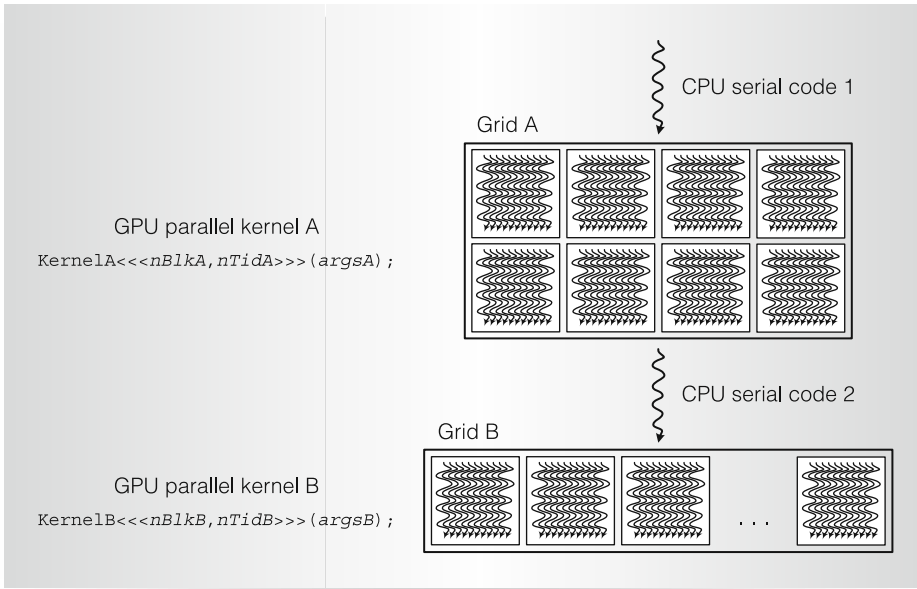 CPU serial code 1
Grid A
GPU parallel kernel A
KernelA<<<nBlkA,nTidA>>>(argsA);
CPU serial code 2
Grid B
GPU parallel kernel B
KernelB<<<nBlkB,nTidB>>>(argsB);
. . .